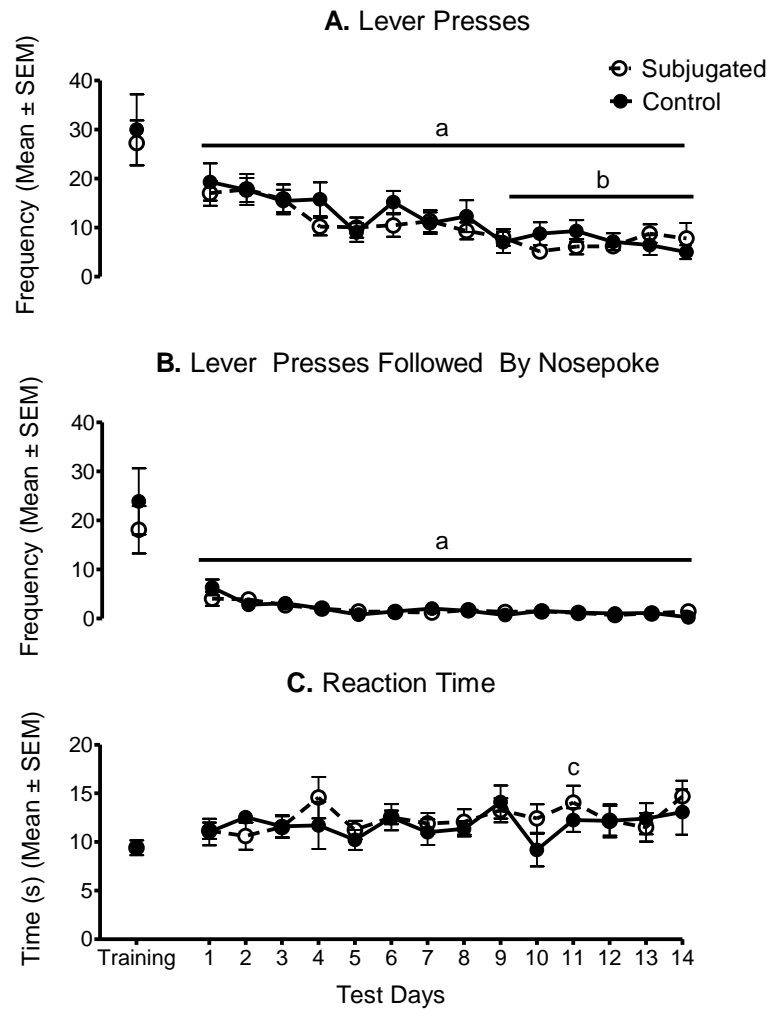 A. Lever Presses
Subjugated
Control
Frequency (Mean ± SEM)
40
30
20
10
0
a
b
B. Lever Presses Followed By Nosepoke
Frequency (Mean ± SEM)
40
30
20
10
0
a
C. Reaction Time
Time (s) (Mean ± SEM)
20
15
10
5
0
c
Training 1 2 3 4 5 6 7 8 9 10 11 12 13 14
Test Days